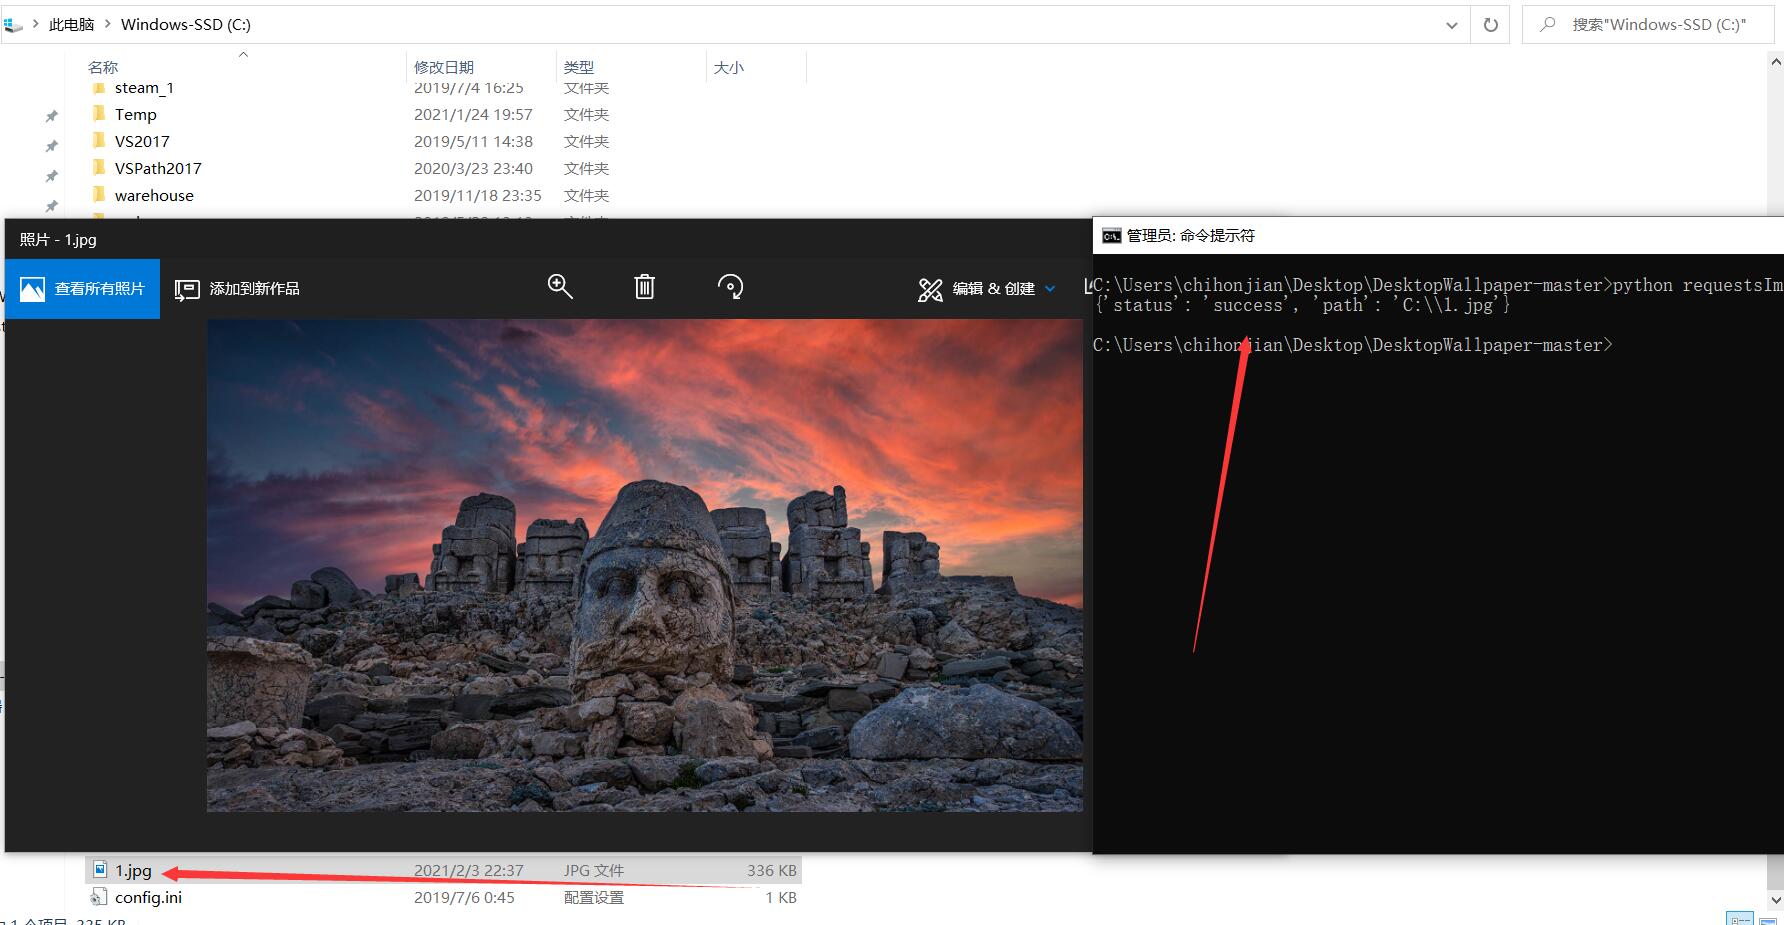 此电脑 > Windows-SSD (C:)
搜索"Windows-SSD (C:)"
名称 修改日期 类型 大小
steam_1 2019/7/4 16:25 文件夹
Temp 2021/1/24 19:57 文件夹
VS2017 2019/5/11 14:38 文件夹
VSPath2017 2020/3/23 23:40 文件夹
warehouse 2019/11/18 23:35 文件夹
照片 - 1.jpg
查看所有照片 添加到新作品 编辑 & 创建
管理员: 命令提示符
C:\Users\chihonjian\Desktop\DesktopWallpaper-master>python requestsIm
{'status': 'success', 'path': 'C:\\1.jpg'}
C:\Users\chihonjian\Desktop\DesktopWallpaper-master>
1.jpg 2021/2/3 22:37 JPG 文件 336 KB
config.ini 2019/7/6 0:45 配置设置 1 KB